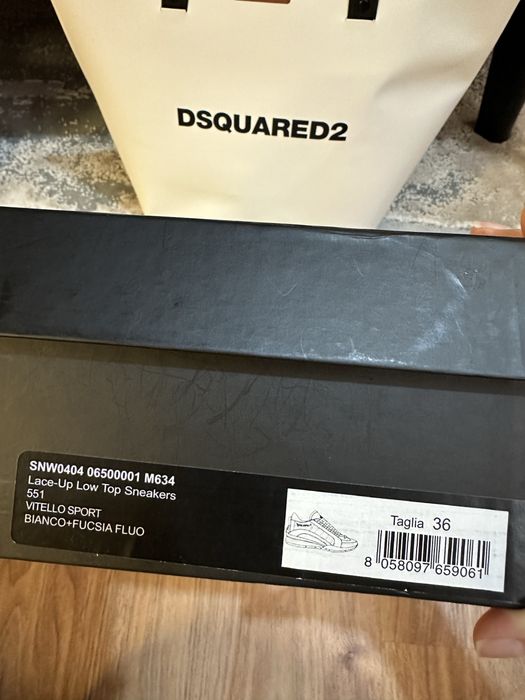 DSQUARED2
SNW0404 06500001 M634
Lace-Up Low Top Sneakers
551
VITELLO SPORT
BIANCO+FUCSIA FLUO
Taglia 36
8 058097 659061